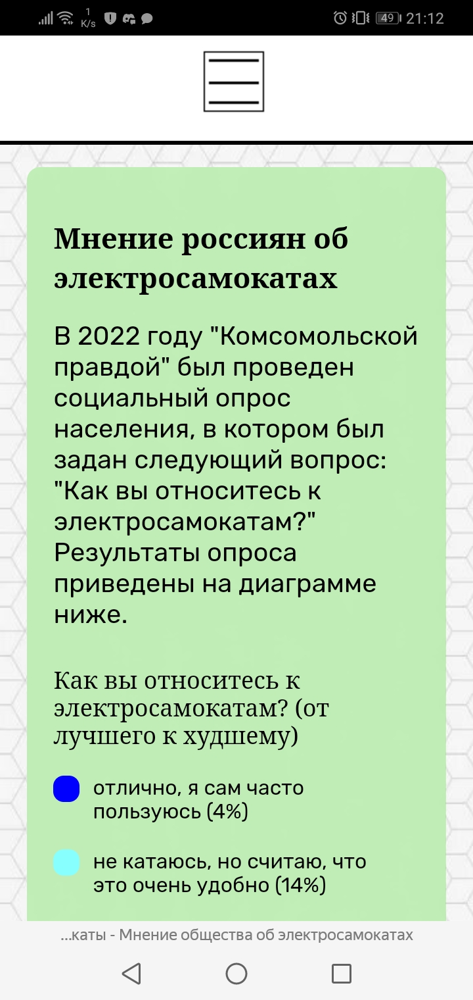 1
K/s
49
21:12
Мнение россиян об
электросамокатах
В 2022 году "Комсомольской
правдой" был проведен
социальный опрос
населения, в котором был
задан следующий вопрос:
"Как вы относитесь к
электросамокатам?"
Результаты опроса
приведены на диаграмме
ниже.
Как вы относитесь к
электросамокатам? (от
лучшего к худшему)
отлично, я сам часто
пользуюсь (4%)
не катаюсь, но считаю, что
это очень удобно (14%)
...каты - Мнение общества об электросамокатах